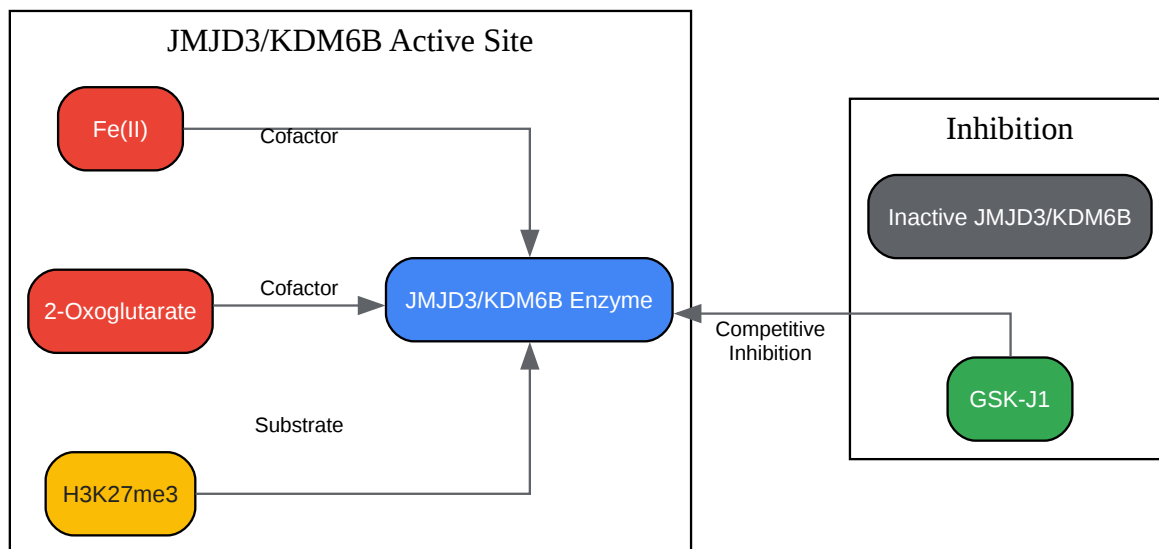 JMJD3/KDM6B Active Site
Fe(II)
Cofactor
2-Oxoglutarate
Cofactor
JMJD3/KDM6B Enzyme
Substrate
H3K27me3
Competitive
Inhibition
Inhibition
Inactive JMJD3/KDM6B
GSK-J1